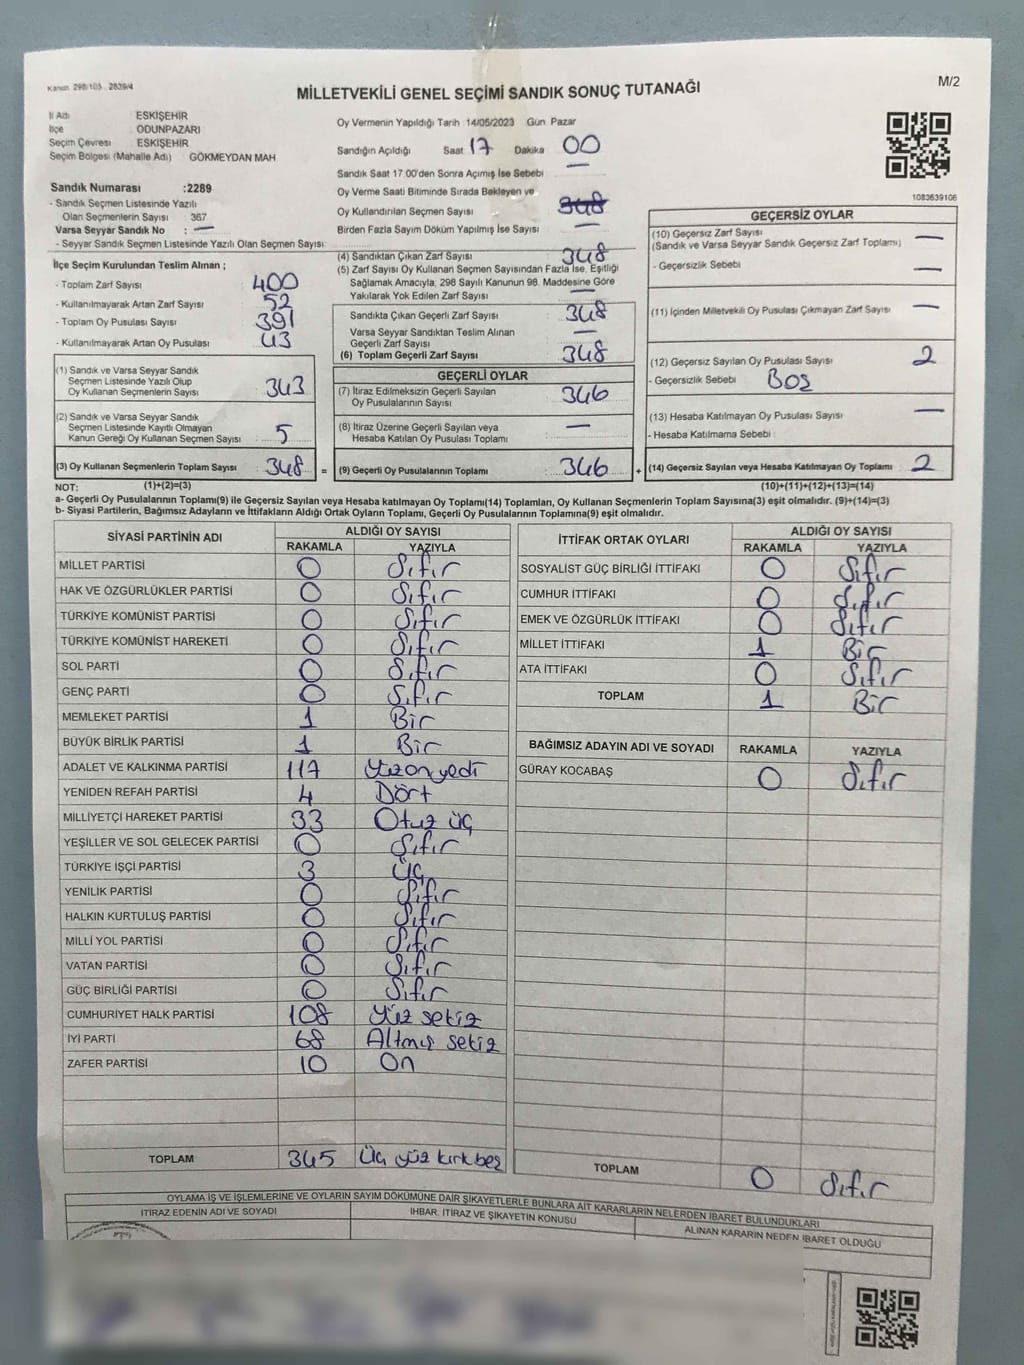 Kanun 298/105 2839/4
MİLLETVEKİLİ GENEL SEÇİMİ SANDIK SONUÇ TUTANAĞI
M/2
İl Adı ESKİŞEHİR
İlçe ODUNPAZARI
Seçim Çevresi ESKİŞEHİR
Seçim Bölgesi (Mahalle Adı) GÖKMEYDAN MAH
Sandık Numarası :2289
- Sandık Seçmen Listesinde Yazılı
Olan Seçmenlerin Sayısı 367
Varsa Seyyar Sandık No : —
- Seyyar Sandık Seçmen Listesinde Yazılı Olan Seçmen Sayısı:
Oy Vermenin Yapıldığı Tarih 14/05/2023 Gün Pazar
Sandığın Açıldığı Saat 17 Dakika 00
Sandık Saat 17:00'den Sonra Açımış İse Sebebi —
Oy Verme Saati Bitiminde Sırada Bekleyen ve
Oy Kullandırılan Seçmen Sayısı 348
Birden Fazla Sayım Döküm Yapılmış İse Sayısı —
(4) Sandıktan Çıkan Zarf Sayısı 348
(5) Zarf Sayısı Oy Kullanan Seçmen Sayısından Fazla İse, Eşitliği
Sağlamak Amacıyla, 298 Sayılı Kanunun 98. Maddesine Göre
Yakılarak Yok Edilen Zarf Sayısı —
1083639106
İlçe Seçim Kurulundan Teslim Alınan ;
- Toplam Zarf Sayısı : 400
- Kullanılmayarak Artan Zarf Sayısı : 52
- Toplam Oy Pusulası Sayısı : 391
- Kullanılmayarak Artan Oy Pusulası : 43
Sandıkta Çıkan Geçerli Zarf Sayısı : 348
Varsa Seyyar Sandıktan Teslim Alınan
Geçerli Zarf Sayısı —
(6) Toplam Geçerli Zarf Sayısı : 348
GEÇERSİZ OYLAR
(10) Geçersiz Zarf Sayısı —
(Sandık ve Varsa Seyyar Sandık Geçersiz Zarf Toplamı)
- Geçersizlik Sebebi —
(11) İçinden Milletvekili Oy Pusulası Çıkmayan Zarf Sayısı —
(12) Geçersiz Sayılan Oy Pusulası Sayısı 2
- Geçersizlik Sebebi BOŞ
(13) Hesaba Katılmayan Oy Pusulası Sayısı —
- Hesaba Katılmama Sebebi
(14) Geçersiz Sayılan veya Hesaba Katılmayan Oy Toplamı 2
(1) Sandık ve Varsa Seyyar Sandık
Seçmen Listesinde Yazılı Olup
Oy Kullanan Seçmenlerin Sayısı : 343
(2) Sandık ve Varsa Seyyar Sandık
Seçmen Listesinde Kayıtlı Olmayan
Kanun Gereği Oy Kullanan Seçmen Sayısı : 5
(3) Oy Kullanan Seçmenlerin Toplam Sayısı : 348 =
GEÇERLİ OYLAR
(7) İtiraz Edilmeksizin Geçerli Sayılan
Oy Pusulalarının Sayısı : 346
(8) İtiraz Üzerine Geçerli Sayılan veya
Hesaba Katılan Oy Pusulası Toplamı : —
(9) Geçerli Oy Pusulalarının Toplamı : 346 +
NOT: (1)+(2)=(3)
(10)+(11)+(12)+(13)=(14)
a- Geçerli Oy Pusulalarının Toplamı(9) ile Geçersiz Sayılan veya Hesaba katılmayan Oy Toplamı(14) Toplamları, Oy Kullanan Seçmenlerin Toplam Sayısına(3) eşit olmalıdır. (9)+(14)=(3)
b- Siyasi Partilerin, Bağımsız Adayların ve İttifakların Aldığı Ortak Oyların Toplamı, Geçerli Oy Pusulalarının Toplamına(9) eşit olmalıdır.
SİYASİ PARTİNİN ADI ALDIĞI OY SAYISI
RAKAMLA YAZIYLA
MİLLET PARTİSİ 0 Sıfır
HAK VE ÖZGÜRLÜKLER PARTİSİ 0 Sıfır
TÜRKİYE KOMÜNİST PARTİSİ 0 Sıfır
TÜRKİYE KOMÜNİST HAREKETİ 0 Sıfır
SOL PARTİ 0 Sıfır
GENÇ PARTİ 0 Sıfır
MEMLEKET PARTİSİ 1 Bir
BÜYÜK BİRLİK PARTİSİ 1 Bir
ADALET VE KALKINMA PARTİSİ 117 Yüzonyedi
YENİDEN REFAH PARTİSİ 4 Dört
MİLLİYETÇİ HAREKET PARTİSİ 33 Otuz üç
YEŞİLLER VE SOL GELECEK PARTİSİ 0 Sıfır
TÜRKİYE İŞÇİ PARTİSİ 3 Üç
YENİLİK PARTİSİ 0 Sıfır
HALKIN KURTULUŞ PARTİSİ 0 Sıfır
MİLLİ YOL PARTİSİ 0 Sıfır
VATAN PARTİSİ 0 Sıfır
GÜÇ BİRLİĞİ PARTİSİ 0 Sıfır
CUMHURİYET HALK PARTİSİ 108 Yüz sekiz
İYİ PARTİ 68 Altmış sekiz
ZAFER PARTİSİ 10 On
TOPLAM 345 Üç yüz kırk beş
İTTİFAK ORTAK OYLARI ALDIĞI OY SAYISI
RAKAMLA YAZIYLA
SOSYALİST GÜÇ BİRLİĞİ İTTİFAKI 0 Sıfır
CUMHUR İTTİFAKI 0 Sıfır
EMEK VE ÖZGÜRLÜK İTTİFAKI 0 Sıfır
MİLLET İTTİFAKI 1 Bir
ATA İTTİFAKI 0 Sıfır
TOPLAM 1 Bir
BAĞIMSIZ ADAYIN ADI VE SOYADI RAKAMLA YAZIYLA
GÜRAY KOCABAŞ 0 Sıfır
TOPLAM 0 Sıfır
OYLAMA İŞ VE İŞLEMLERİNE VE OYLARIN SAYIM DÖKÜMÜNE DAİR ŞİKAYETLERLE BUNLARA AİT KARARLARIN NELERDEN İBARET BULUNDUKLARI
İTİRAZ EDENİN ADI VE SOYADI İHBAR, İTİRAZ VE ŞİKAYETİN KONUSU ALINAN KARARIN NEDEN İBARET OLDUĞU